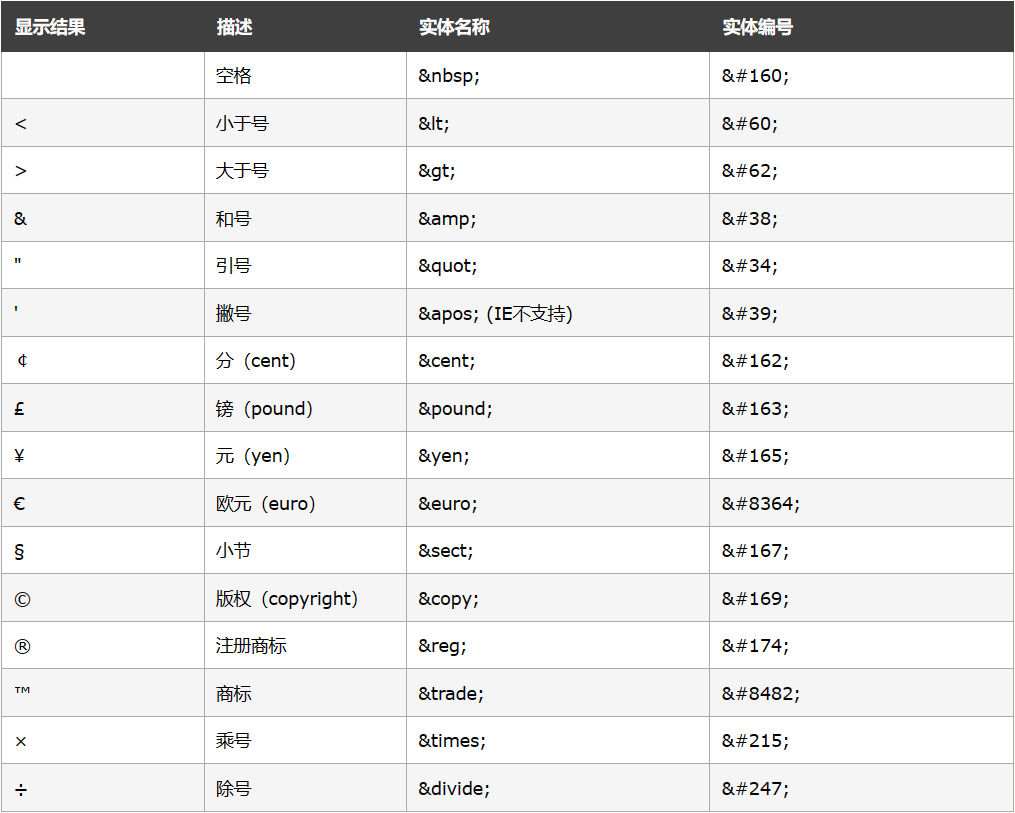 显示结果 描述 实体名称 实体编号
空格 &nbsp; &#160;
< 小于号 &lt; &#60;
> 大于号 &gt; &#62;
& 和号 &amp; &#38;
" 引号 &quot; &#34;
' 撇号 &apos; (IE不支持) &#39;
¢ 分（cent） &cent; &#162;
£ 镑（pound） &pound; &#163;
¥ 元（yen） &yen; &#165;
€ 欧元（euro） &euro; &#8364;
§ 小节 &sect; &#167;
© 版权（copyright） &copy; &#169;
® 注册商标 &reg; &#174;
™ 商标 &trade; &#8482;
× 乘号 &times; &#215;
÷ 除号 &divide; &#247;